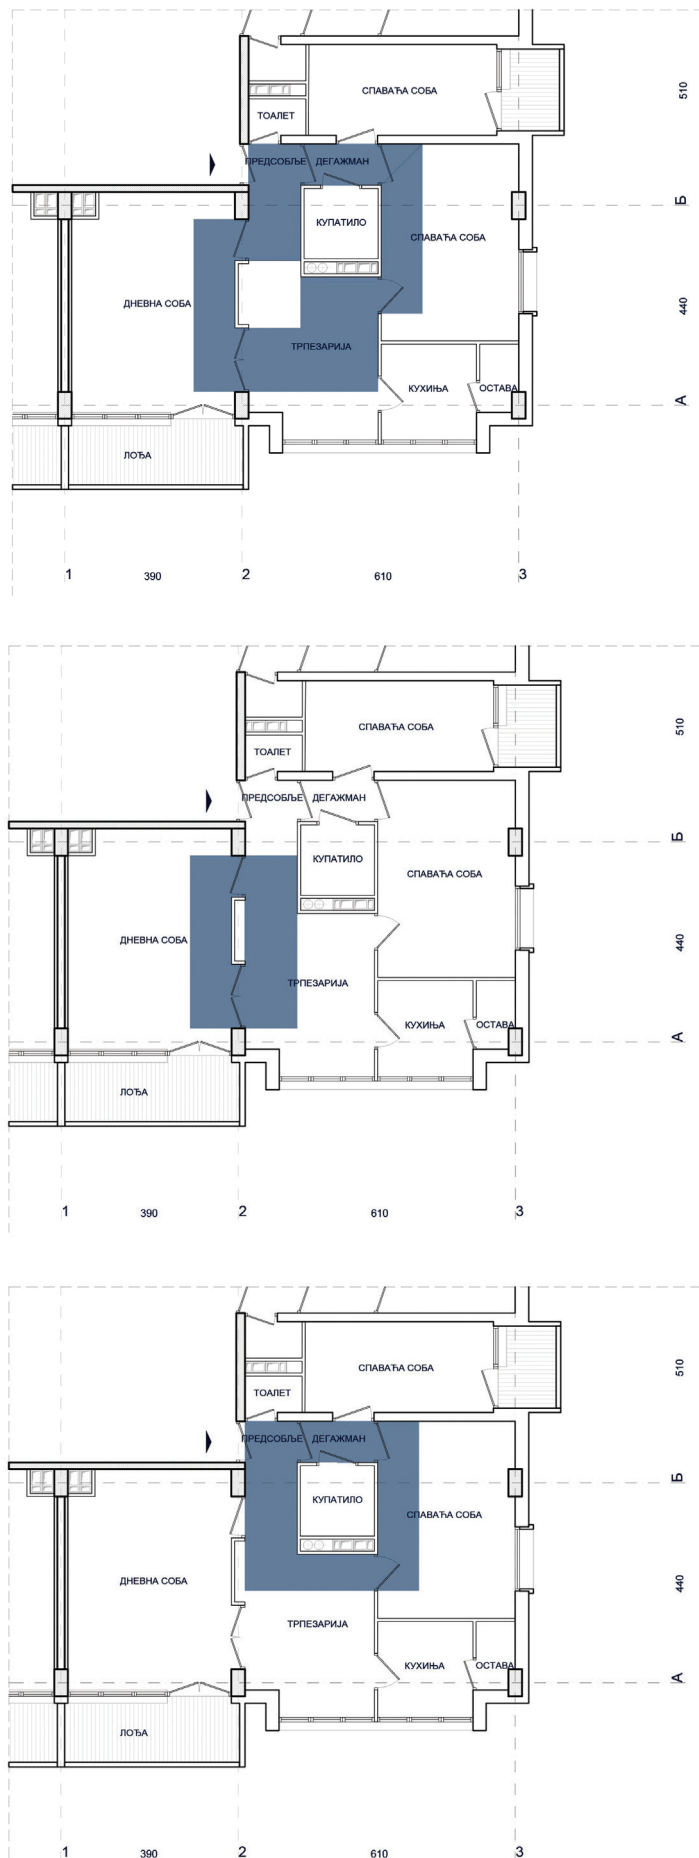 СПАВАЋА СОБА
510
ТОАЛЕТ
ПРЕДСОБЉЕ ДЕГАЖМАН
Б
КУПАТИЛО
СПАВАЋА СОБА
ДНЕВНА СОБА
440
ТРПЕЗАРИЈА
КУХИЊА
ОСТАВА
А
ЛОЂА
1 390 2 610 3
СПАВАЋА СОБА
510
ТОАЛЕТ
ПРЕДСОБЉЕ ДЕГАЖМАН
Б
КУПАТИЛО
СПАВАЋА СОБА
ДНЕВНА СОБА
440
ТРПЕЗАРИЈА
КУХИЊА
ОСТАВА
А
ЛОЂА
1 390 2 610 3
СПАВАЋА СОБА
510
ТОАЛЕТ
ПРЕДСОБЉЕ ДЕГАЖМАН
Б
КУПАТИЛО
СПАВАЋА СОБА
ДНЕВНА СОБА
440
ТРПЕЗАРИЈА
КУХИЊА
ОСТАВА
А
ЛОЂА
1 390 2 610 3